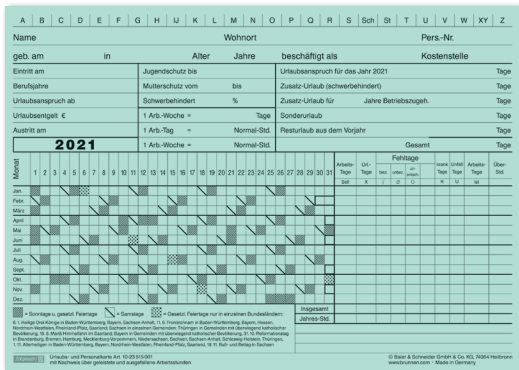 A B C D E F G H IJ K L M N O P Q R S Sch St T U V W XY Z
Name Wohnort Pers.-Nr.
geb. am in Alter Jahre beschäftigt als Kostenstelle
Eintritt am Jugendschutz bis Urlaubsanspruch für das Jahr 2021 Tage
Berufsjahre Mutterschutz vom bis Zusatz-Urlaub (schwerbehindert) Tage
Urlaubsanspruch ab Schwerbehindert % Zusatz-Urlaub für Jahre Betriebszugeh. Tage
Urlaubsentgelt € 1 Arb.-Woche = Tage Sonderurlaub Tage
Austritt am 1 Arb.-Tag = Normal-Std. Resturlaub aus dem Vorjahr Tage
2021 1 Arb.-Woche = Normal-Std. Gesamt Tage
Monat 1 2 3 4 5 6 7 8 9 10 11 12 13 14 15 16 17 18 19 20 21 22 23 24 25 26 27 28 29 30 31 Arbeits-Tage Url.-Tage Fehltage krank Tage Unfall Tage Arbeits-Tage Über-Std.
Soll X K U Ist
Jan.
Febr.
März
April
Mai
Juni
Juli
Aug.
Sept.
Okt.
Nov.
Dez.
= Sonntage u. gesetzl. Feiertage = Samstage = Gesetzl. Feiertage nur in einzelnen Bundesländern: Insgesamt
Jahres-Std.
Urlaubs- und Personalkarte Art. 10-23 515 001
mit Nachweis über geleistete und ausgefallene Arbeitsstunden
© Baier & Schneider GmbH & Co. KG, 74064 Heilbronn
www.brunnen.com · Made in Germany